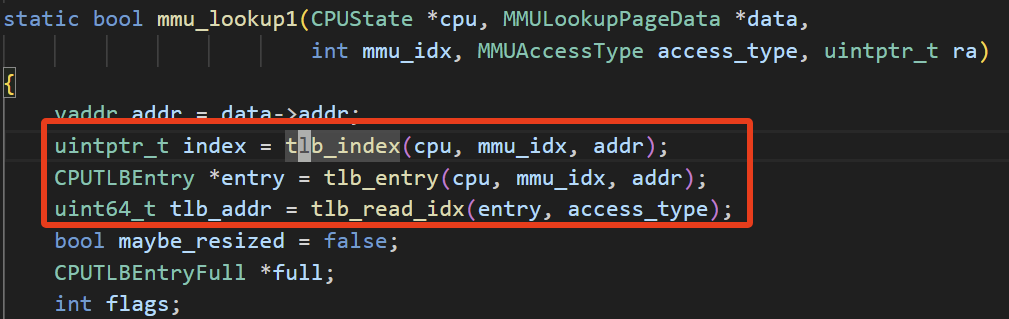 static bool mmu_lookup1(CPUState *cpu, MMULookupPageData *data,
int mmu_idx, MMUAccessType access_type, uintptr_t ra)
{
vaddr addr = data->addr;
uintptr_t index = tlb_index(cpu, mmu_idx, addr);
CPUTLBEntry *entry = tlb_entry(cpu, mmu_idx, addr);
uint64_t tlb_addr = tlb_read_idx(entry, access_type);
bool maybe_resized = false;
CPUTLBEntryFull *full;
int flags;